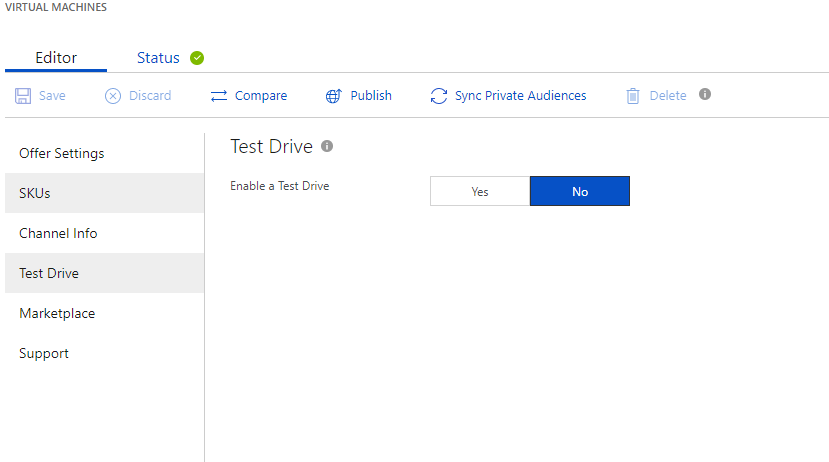 VIRTUAL MACHINES
Editor Status
Save Discard Compare Publish Sync Private Audiences Delete
Offer Settings
SKUs
Channel Info
Test Drive
Marketplace
Support
Test Drive
Enable a Test Drive Yes No